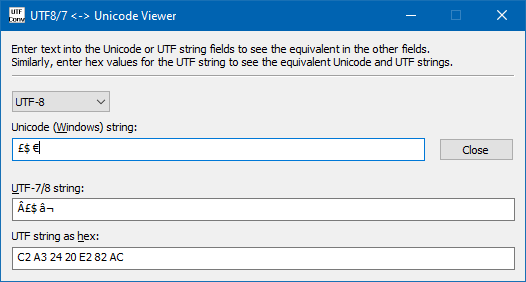 UTF Conv
UTF8/7 <-> Unicode Viewer
Enter text into the Unicode or UTF string fields to see the equivalent in the other fields.
Similarly, enter hex values for the UTF string to see the equivalent Unicode and UTF strings.
UTF-8
Unicode (Windows) string:
£$ €
Close
UTF-7/8 string:
Â£$ â¬
UTF string as hex:
C2 A3 24 20 E2 82 AC